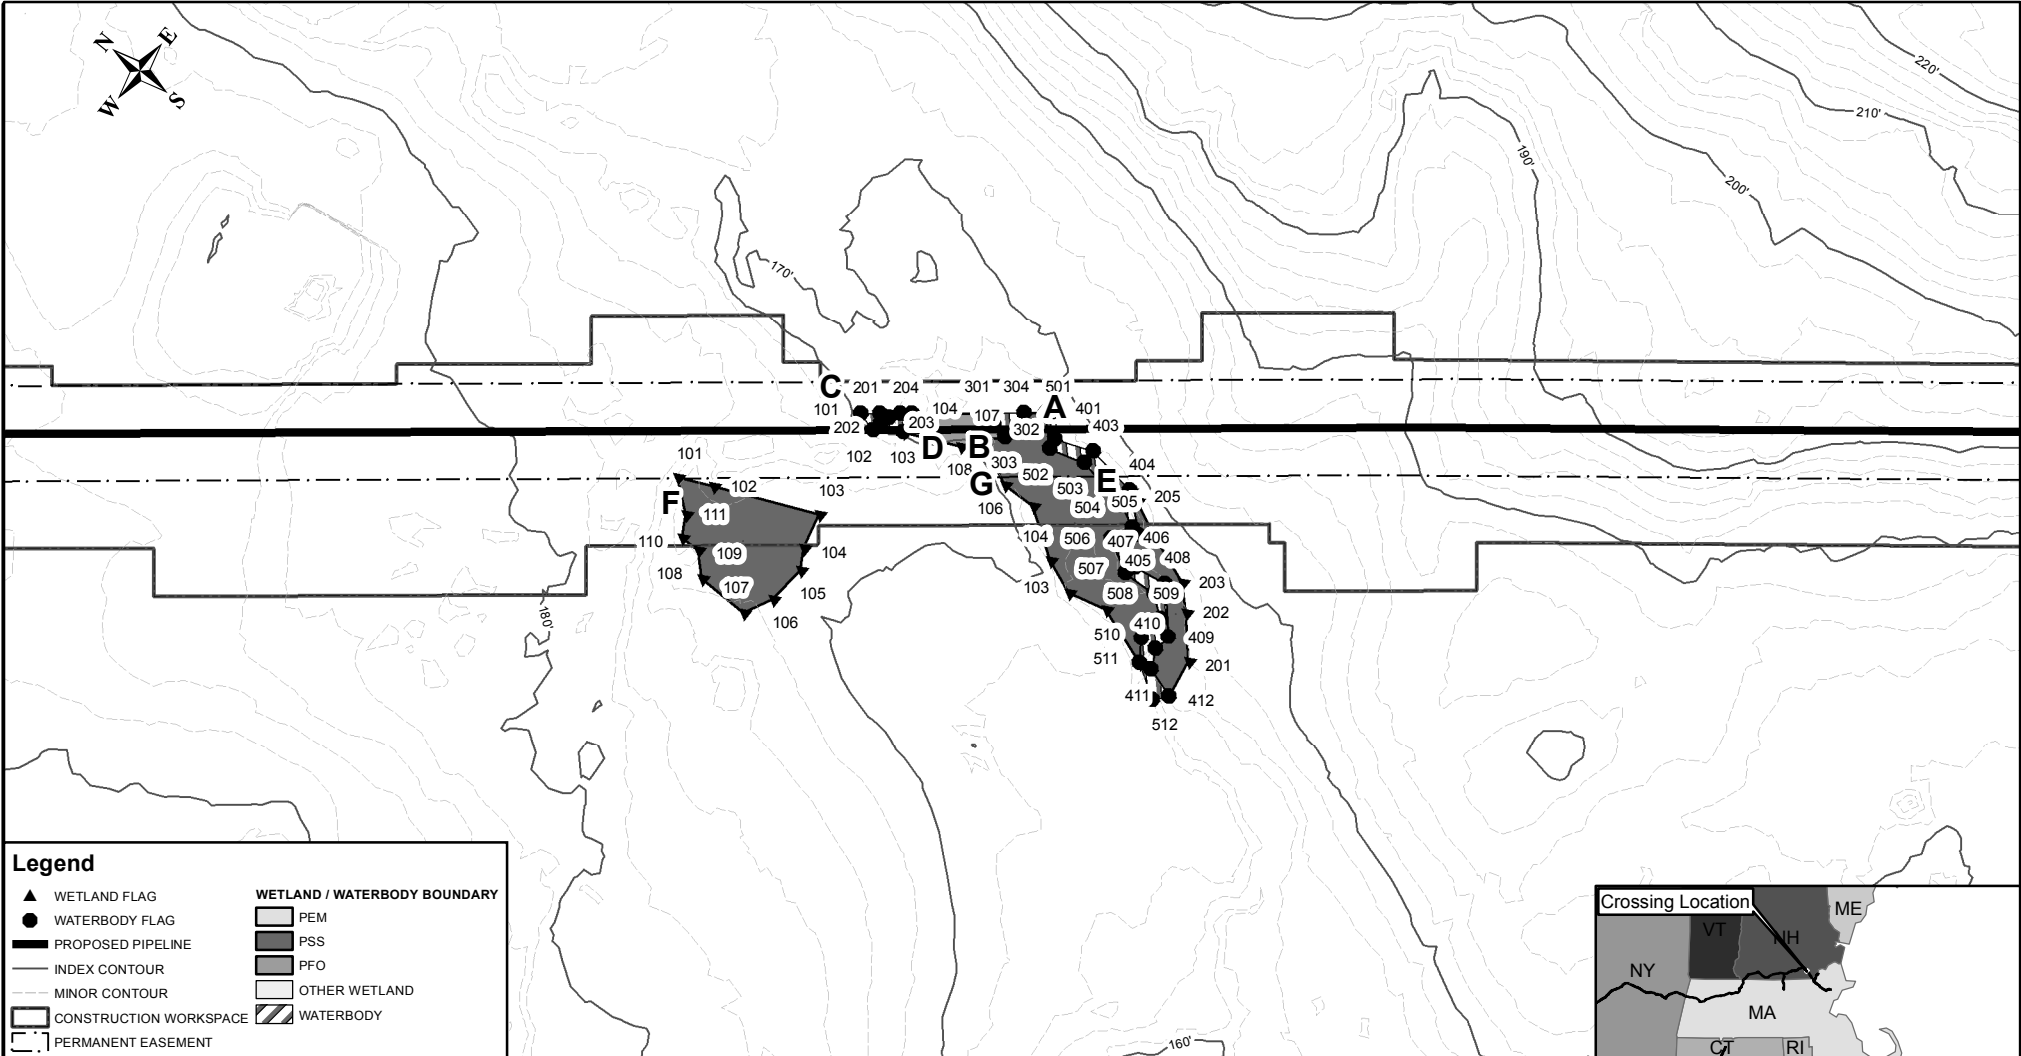 N
E
W
S
220'
210'
190'
200'
170'
C
201
204
301
304
501
101
104
107
A
401
202
203
302
403
D
B
102
103
108
303
404
101
102
103
G
502
503
E
505
205
F
111
106
504
110
109
104
104
506
407
406
408
108
107
105
103
507
405
203
106
508
509
202
180'
510
410
409
511
201
411
412
512
160'
Legend
WETLAND FLAG
WATERBODY FLAG
PROPOSED PIPELINE
INDEX CONTOUR
MINOR CONTOUR
CONSTRUCTION WORKSPACE
PERMANENT EASEMENT
WETLAND / WATERBODY BOUNDARY
PEM
PSS
PFO
OTHER WETLAND
WATERBODY
Crossing Location
ME
VT
NH
NY
MA
CT
RI